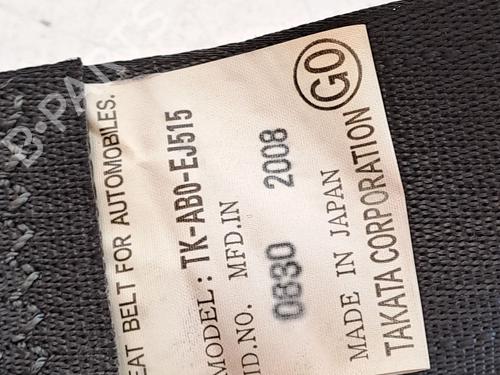 EAT BELT FOR AUTOMOBILES.
MODEL : TK-AB0-EJ515
ID.NO. MFD.IN
0830 2008
MADE IN JAPAN
TAKATA CORPORATION
GO
B-PARTS